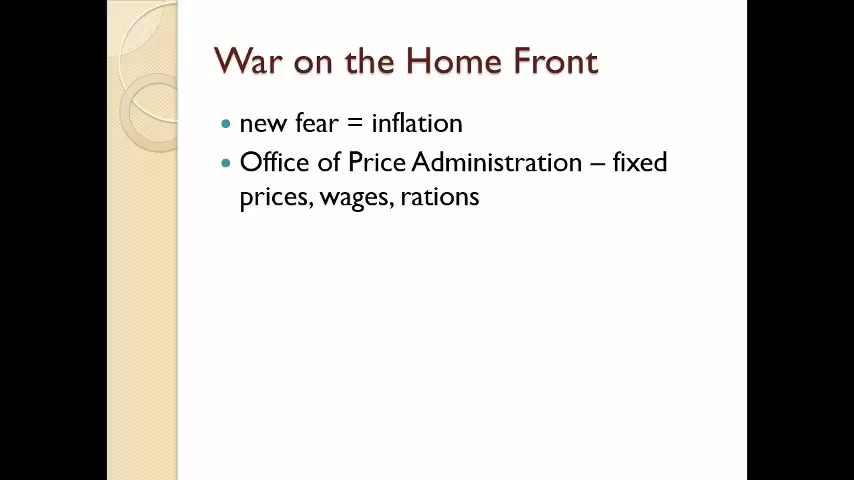 War on the Home Front
• new fear = inflation
• Office of Price Administration – fixed
prices, wages, rations